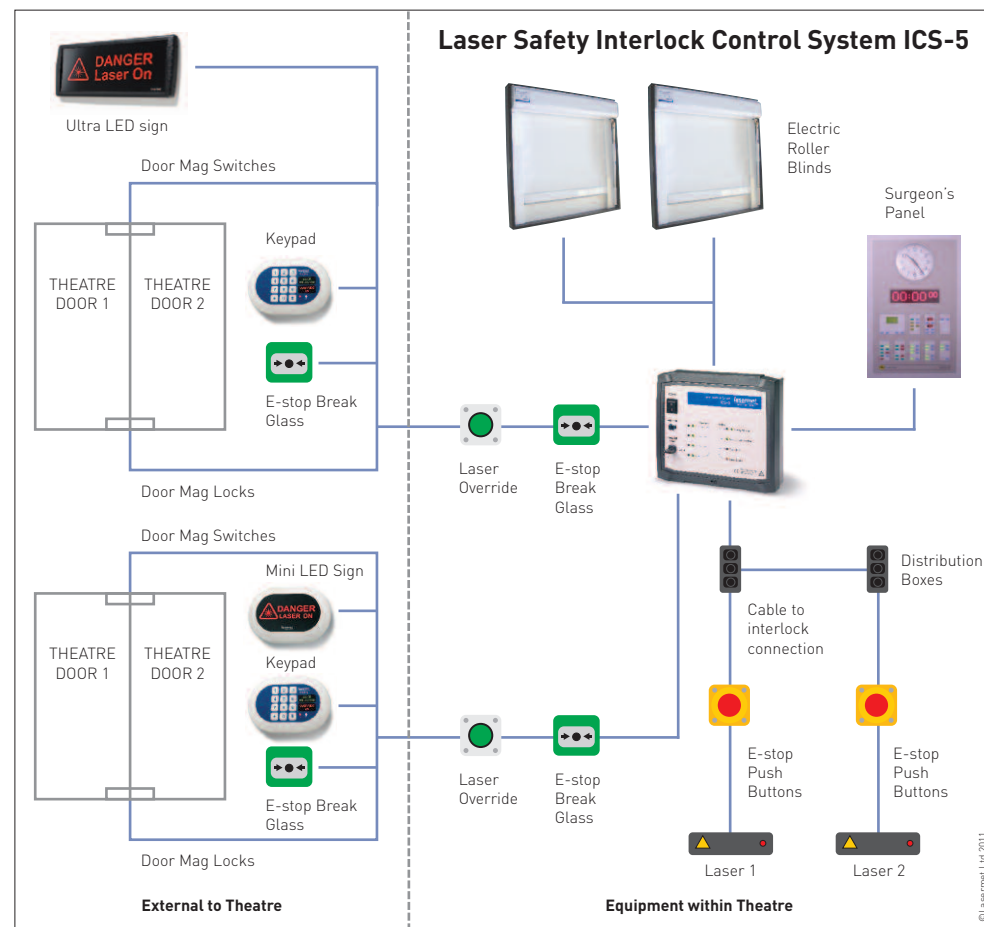 Laser Safety Interlock Control System ICS-5
DANGER
Laser On
Ultra LED sign
Door Mag Switches
THEATRE
DOOR 1
THEATRE
DOOR 2
Keypad
E-stop Break
Glass
Door Mag Locks
Electric
Roller
Blinds
Surgeon's
Panel
00:00 00
Laser
Override
E-stop
Break
Glass
Door Mag Switches
Mini LED Sign
DANGER
LASER ON
THEATRE
DOOR 1
THEATRE
DOOR 2
Keypad
E-stop Break
Glass
Door Mag Locks
Laser
Override
E-stop
Break
Glass
Distribution
Boxes
Cable to
interlock
connection
E-stop
Push
Buttons
E-stop
Push
Buttons
Laser 1
Laser 2
External to Theatre
Equipment within Theatre
©Lasermet Ltd 2011